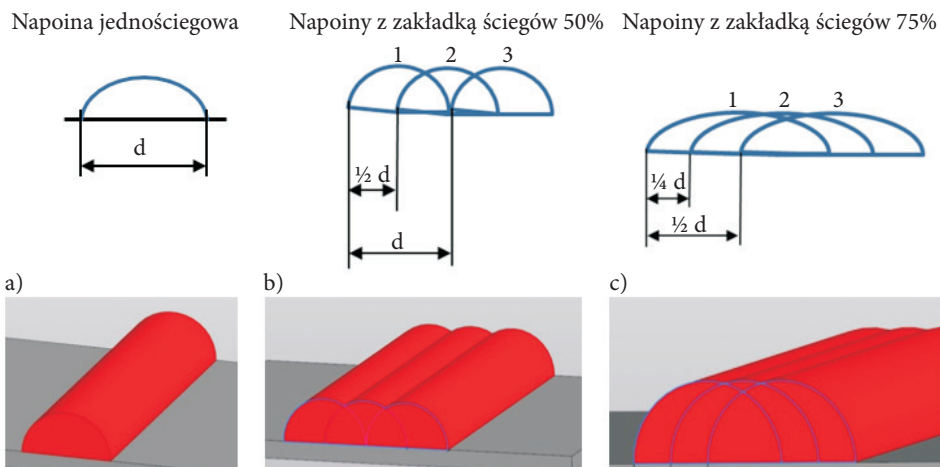 Napoina jednościegowa
Napoiny z zakładką ściegów 50%
Napoiny z zakładką ściegów 75%
d
1 2 3
½ d
d
1 2 3
¼ d
½ d
a)
b)
c)